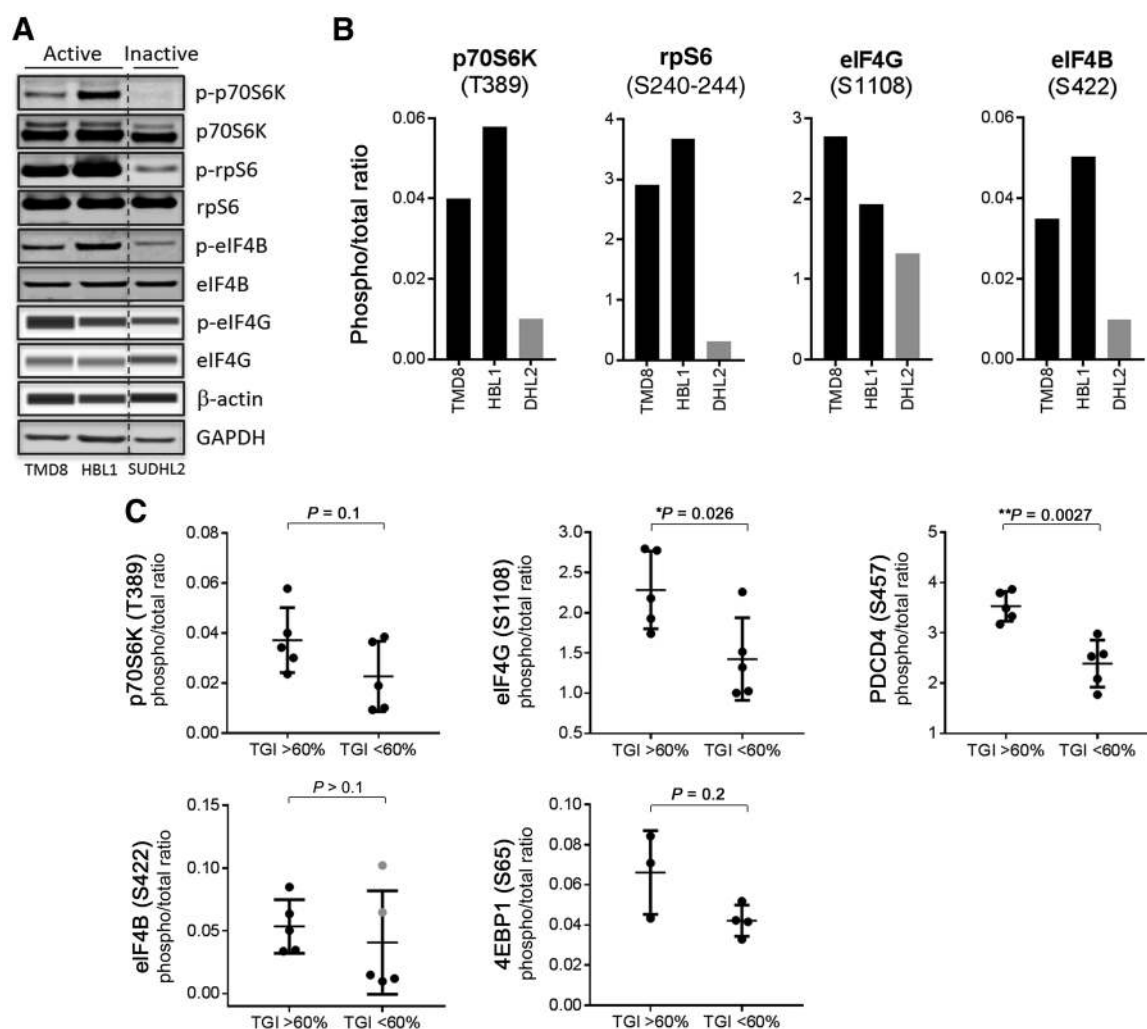 A
Active Inactive
p-p70S6K
p70S6K
p-rpS6
rpS6
p-eIF4B
eIF4B
p-eIF4G
eIF4G
β-actin
GAPDH
TMD8 HBL1 SUDHL2
B
Phospho/total ratio
p70S6K
(T389)
0.06
0.04
0.02
0.00
TMD8
HBL1
DHL2
rpS6
(S240-244)
4
3
2
1
0
TMD8
HBL1
DHL2
eIF4G
(S1108)
3
2
1
0
TMD8
HBL1
DHL2
eIF4B
(S422)
0.06
0.04
0.02
0.00
TMD8
HBL1
DHL2
C
p70S6K (T389)
phospho/total ratio
P = 0.1
0.08
0.06
0.04
0.02
0.00
TGI >60% TGI <60%
eIF4G (S1108)
phospho/total ratio
*P = 0.026
3.0
2.5
2.0
1.5
1.0
0.5
TGI >60% TGI <60%
PDCD4 (S457)
phospho/total ratio
**P = 0.0027
5
4
3
2
1
TGI >60% TGI <60%
eIF4B (S422)
phospho/total ratio
P > 0.1
0.15
0.10
0.05
0.00
TGI >60% TGI <60%
4EBP1 (S65)
phospho/total ratio
P = 0.2
0.10
0.08
0.06
0.04
0.02
0.00
TGI >60% TGI <60%